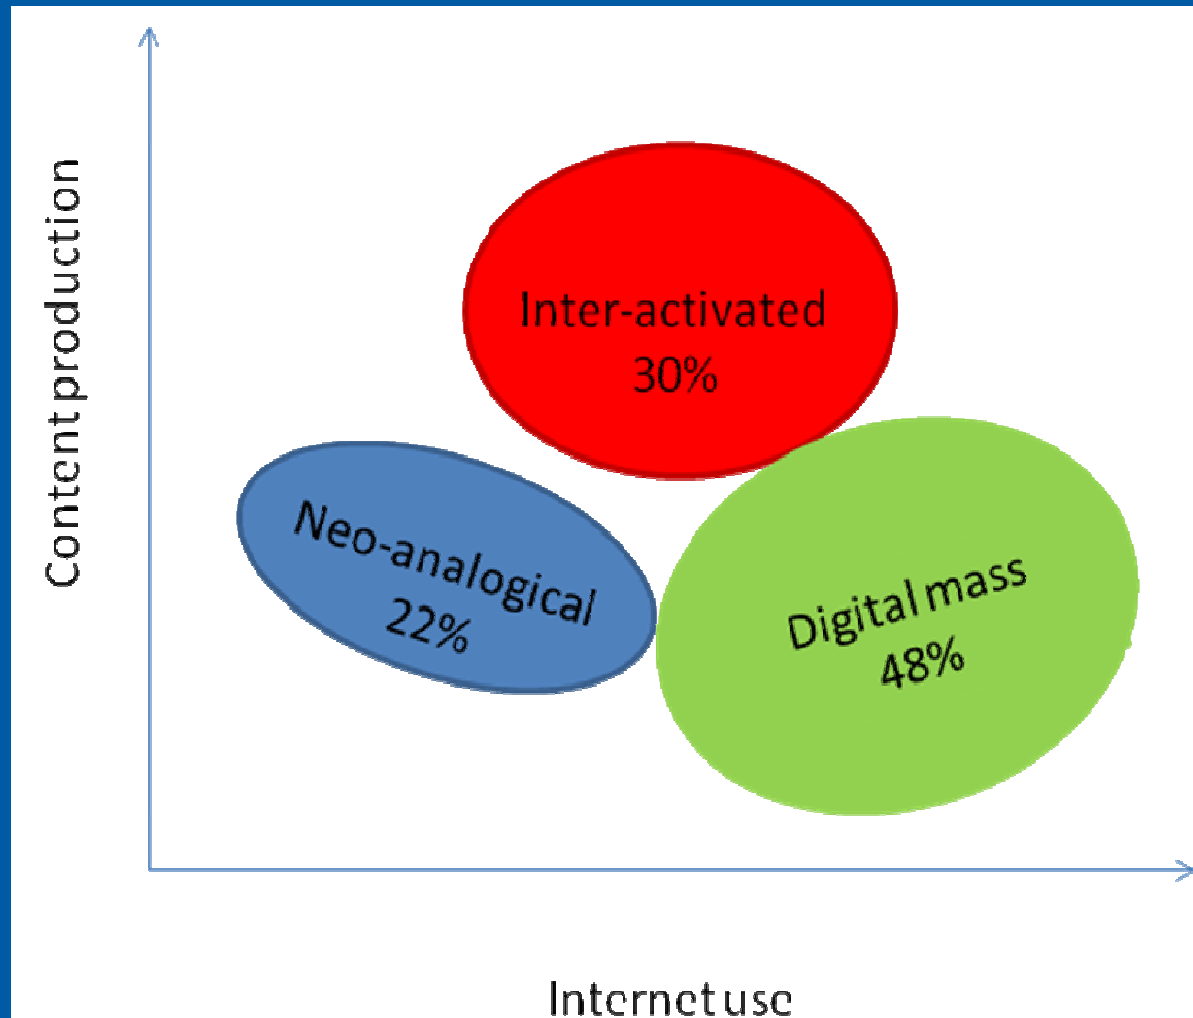 Content production
Inter-activated
30%
Neo-analogical
22%
Digital mass
48%
Internet use